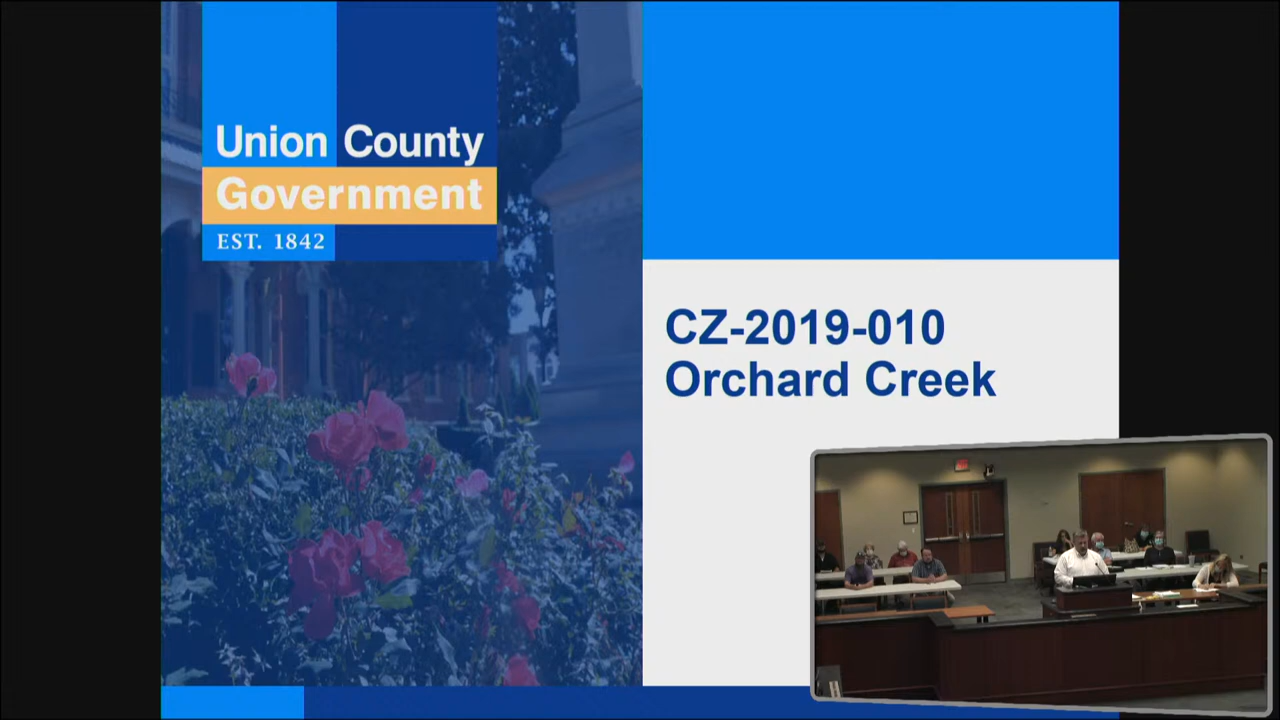 Union County
Government
EST. 1842
CZ-2019-010
Orchard Creek